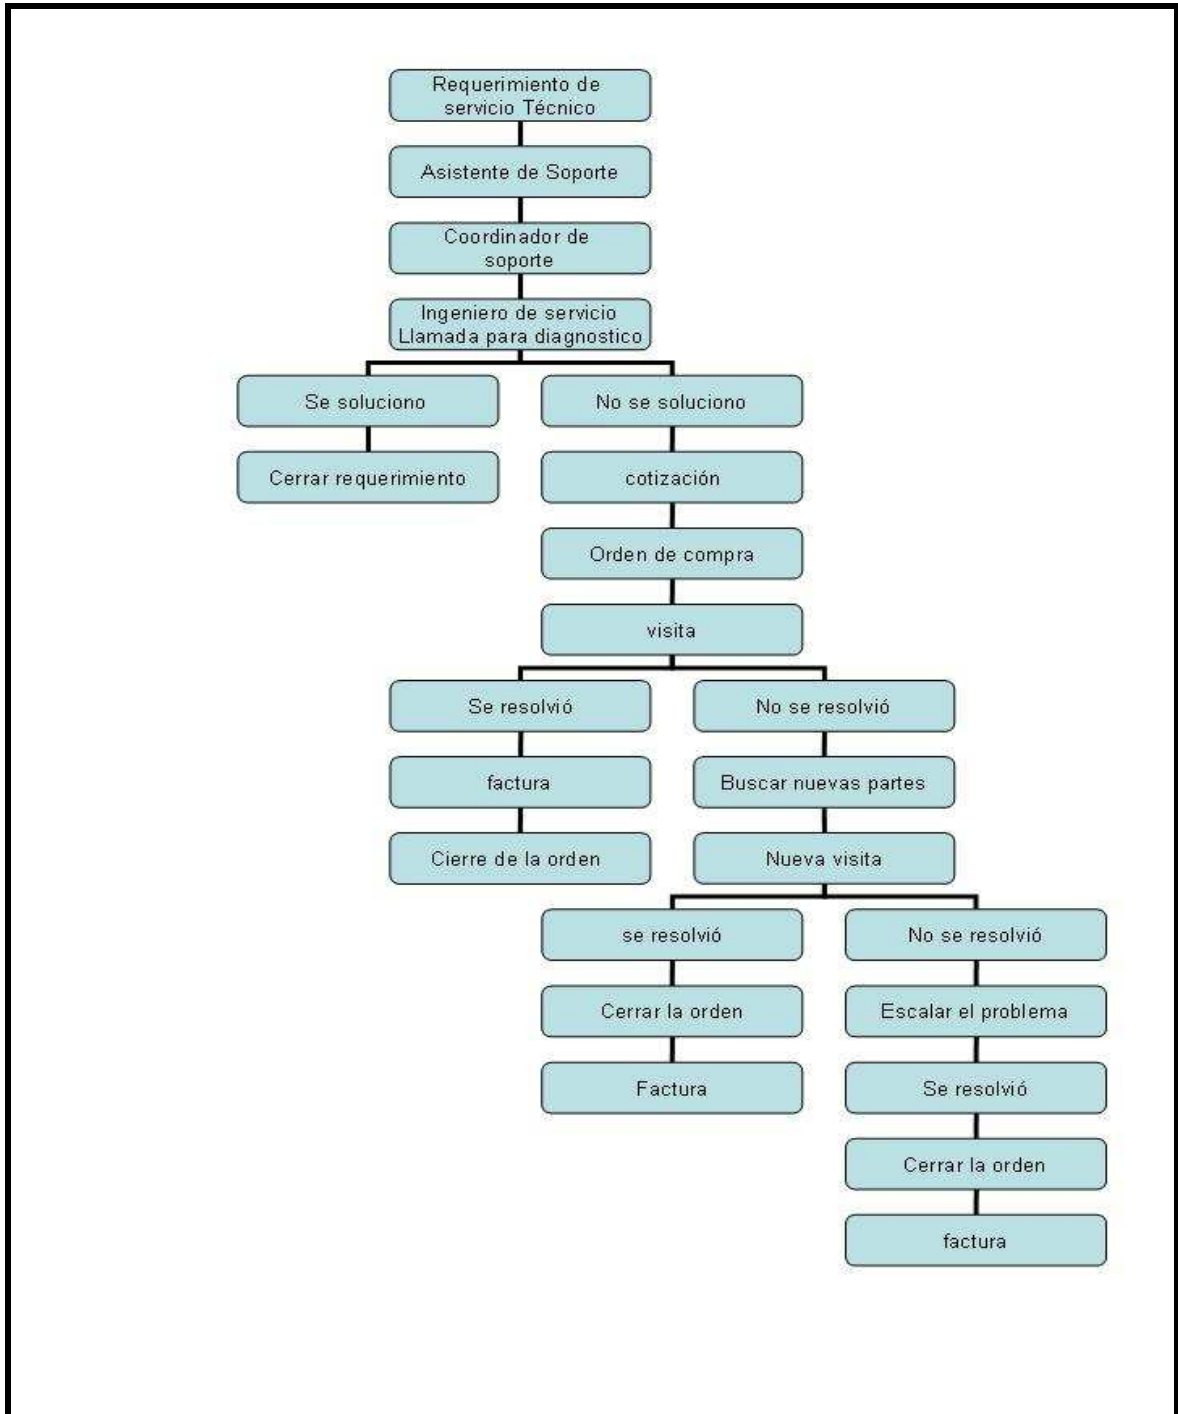 Requerimiento de
servicio Técnico
Asistente de Soporte
Coordinador de
soporte
Ingeniero de servicio
Llamada para diagnostico
Se soluciono
No se soluciono
Cerrar requerimiento
cotización
Orden de compra
visita
Se resolvió
No se resolvió
factura
Buscar nuevas partes
Cierre de la orden
Nueva visita
se resolvió
No se resolvió
Cerrar la orden
Escalar el problema
Factura
Se resolvió
Cerrar la orden
factura